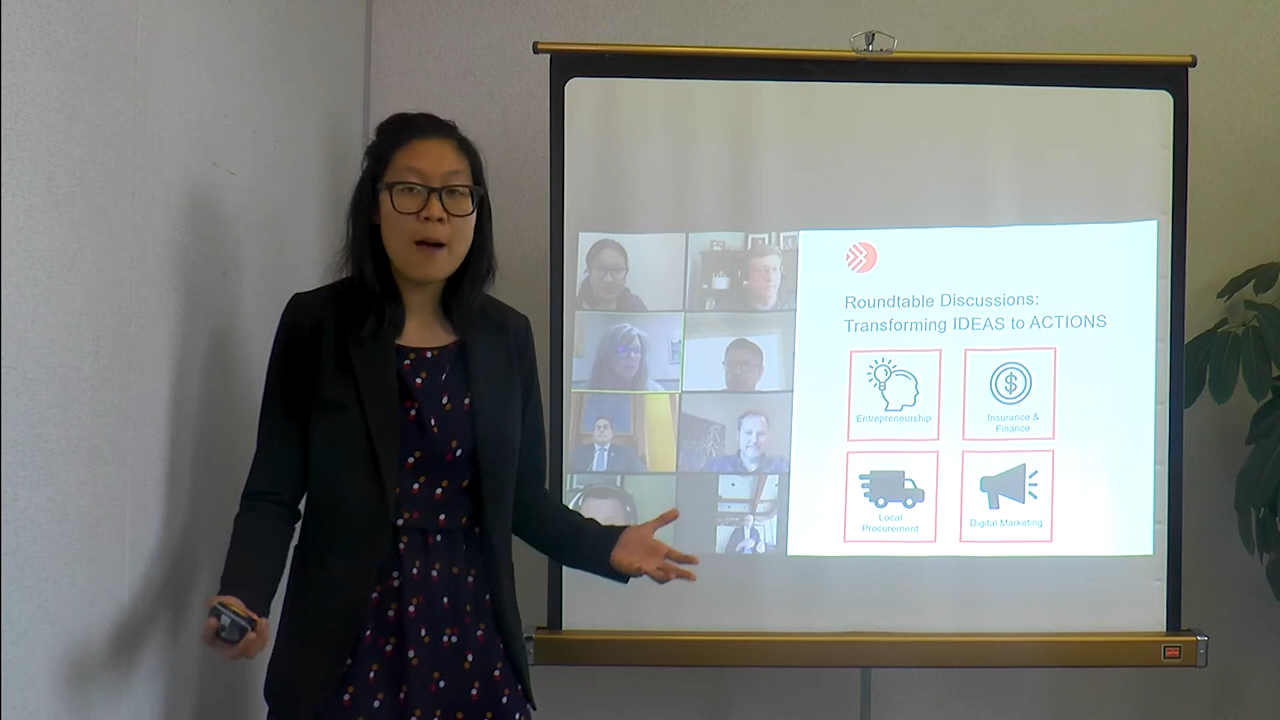 Roundtable Discussions:
Transforming IDEAS to ACTIONS
Entrepreneurship
Insurance &
Finance
Local
Procurement
Digital Marketing